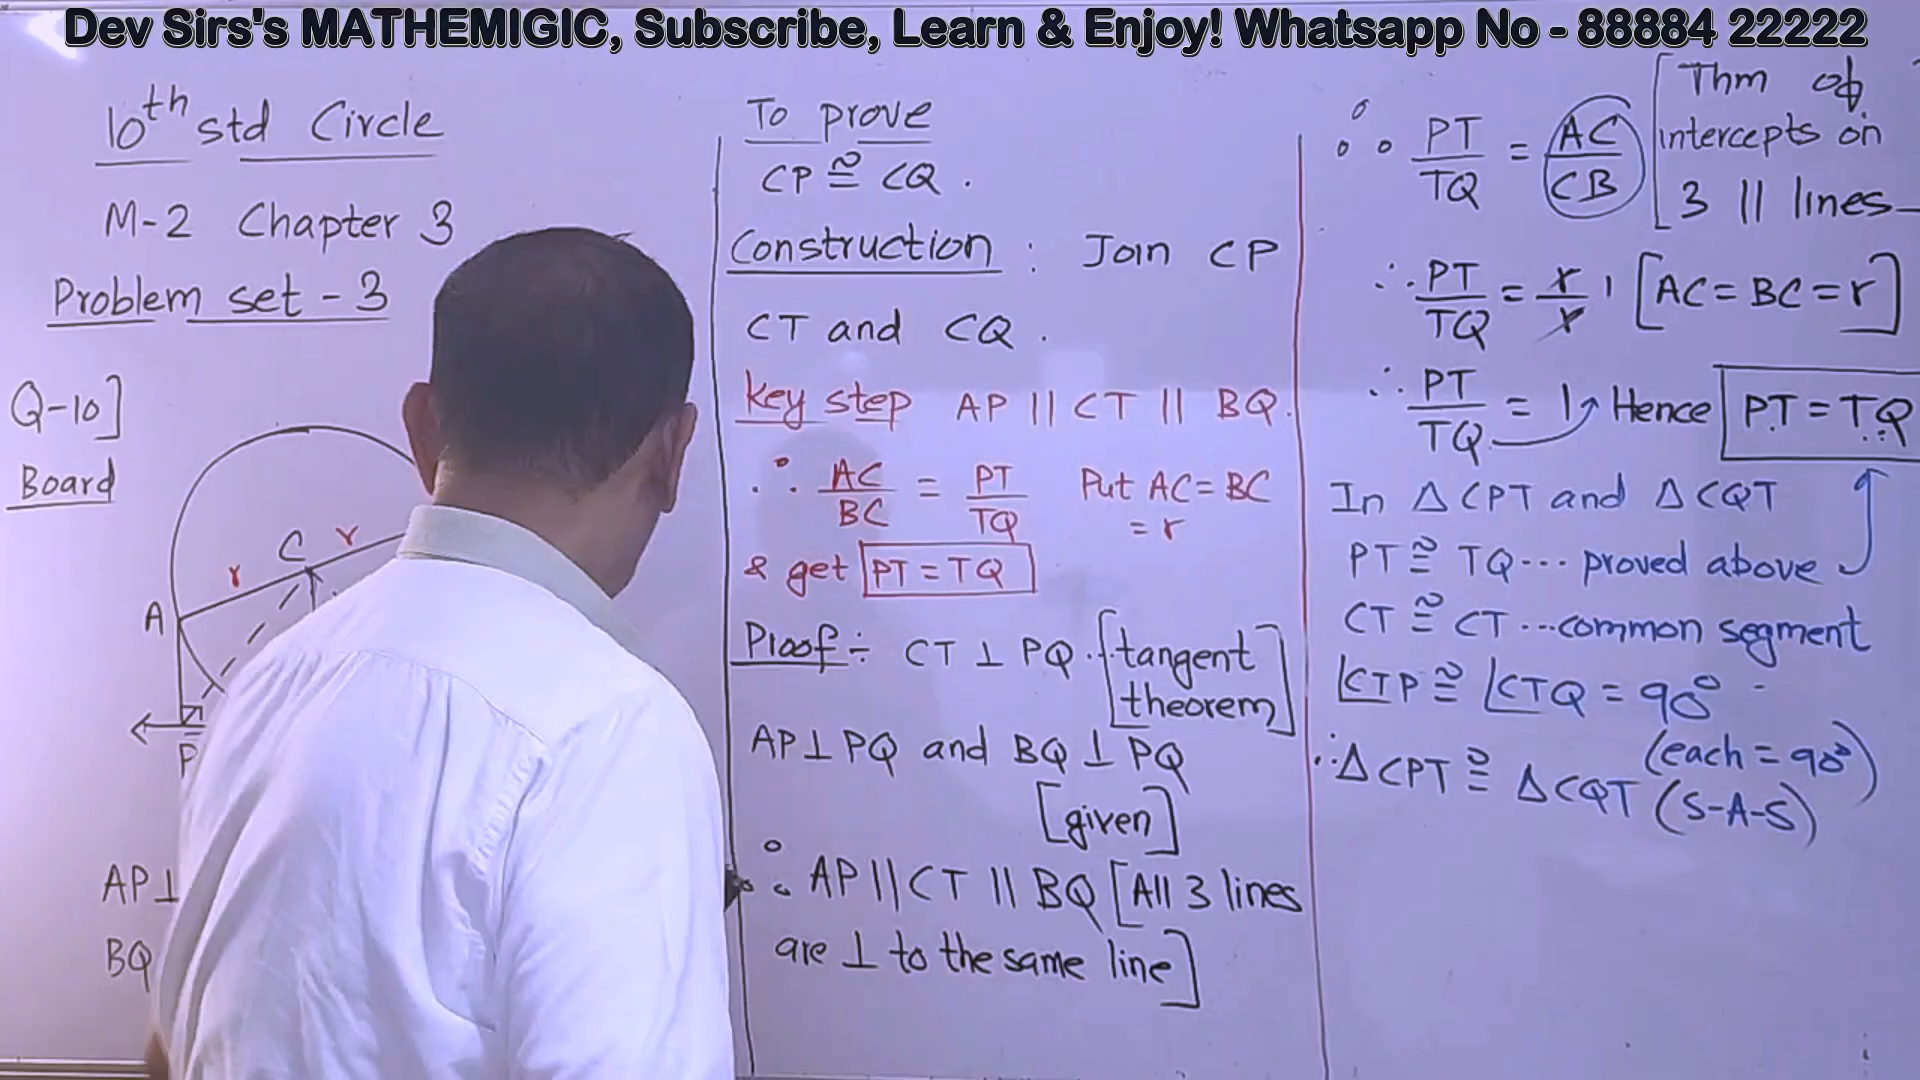 Dev Sirs's MATHEMIGIC, Subscribe, Learn & Enjoy! Whatsapp No - 88884 22222
10th std Circle
M-2 Chapter 3
Problem set - 3
Q-10]
Board
C
r
r
A
P
AP⊥
BQ
To prove
CP ≅ CQ .
Construction : Join CP
CT and CQ .
Key step AP || CT || BQ.
∴ AC/BC = PT/TQ Put AC = BC
= r
& get PT = TQ
Proof :- CT ⊥ PQ .. [tangent
theorem]
AP ⊥ PQ and BQ ⊥ PQ
[given]
∴ AP || CT || BQ [All 3 lines
are ⊥ to the same line]
∴ PT/TQ = AC/CB [Thm of
intercepts on
3 || lines
∴ PT/TQ = r/r 1 [AC = BC = r]
∴ PT/TQ = 1 Hence PT = TQ
In Δ CPT and Δ CQT
PT ≅ TQ --- proved above
CT ≅ CT ...common segment
∠CTP ≅ ∠CTQ = 90°
(each = 90°)
∴ Δ CPT ≅ Δ CQT (S-A-S)